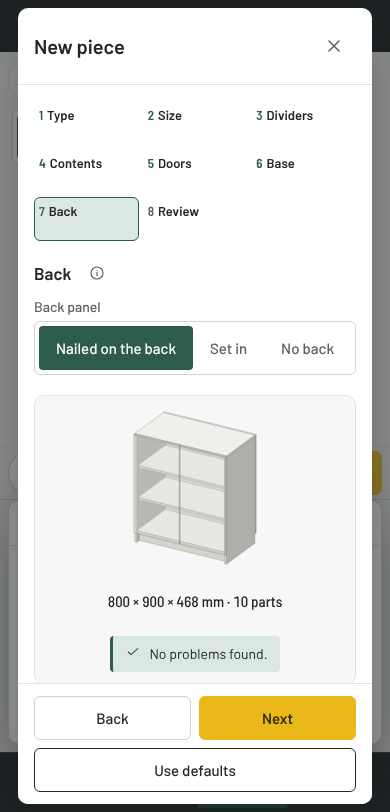 New piece
1 Type
2 Size
3 Dividers
4 Contents
5 Doors
6 Base
7 Back
8 Review
Back
Back panel
Nailed on the back
Set in
No back
800 × 900 × 468 mm · 10 parts
No problems found.
Back
Next
Use defaults